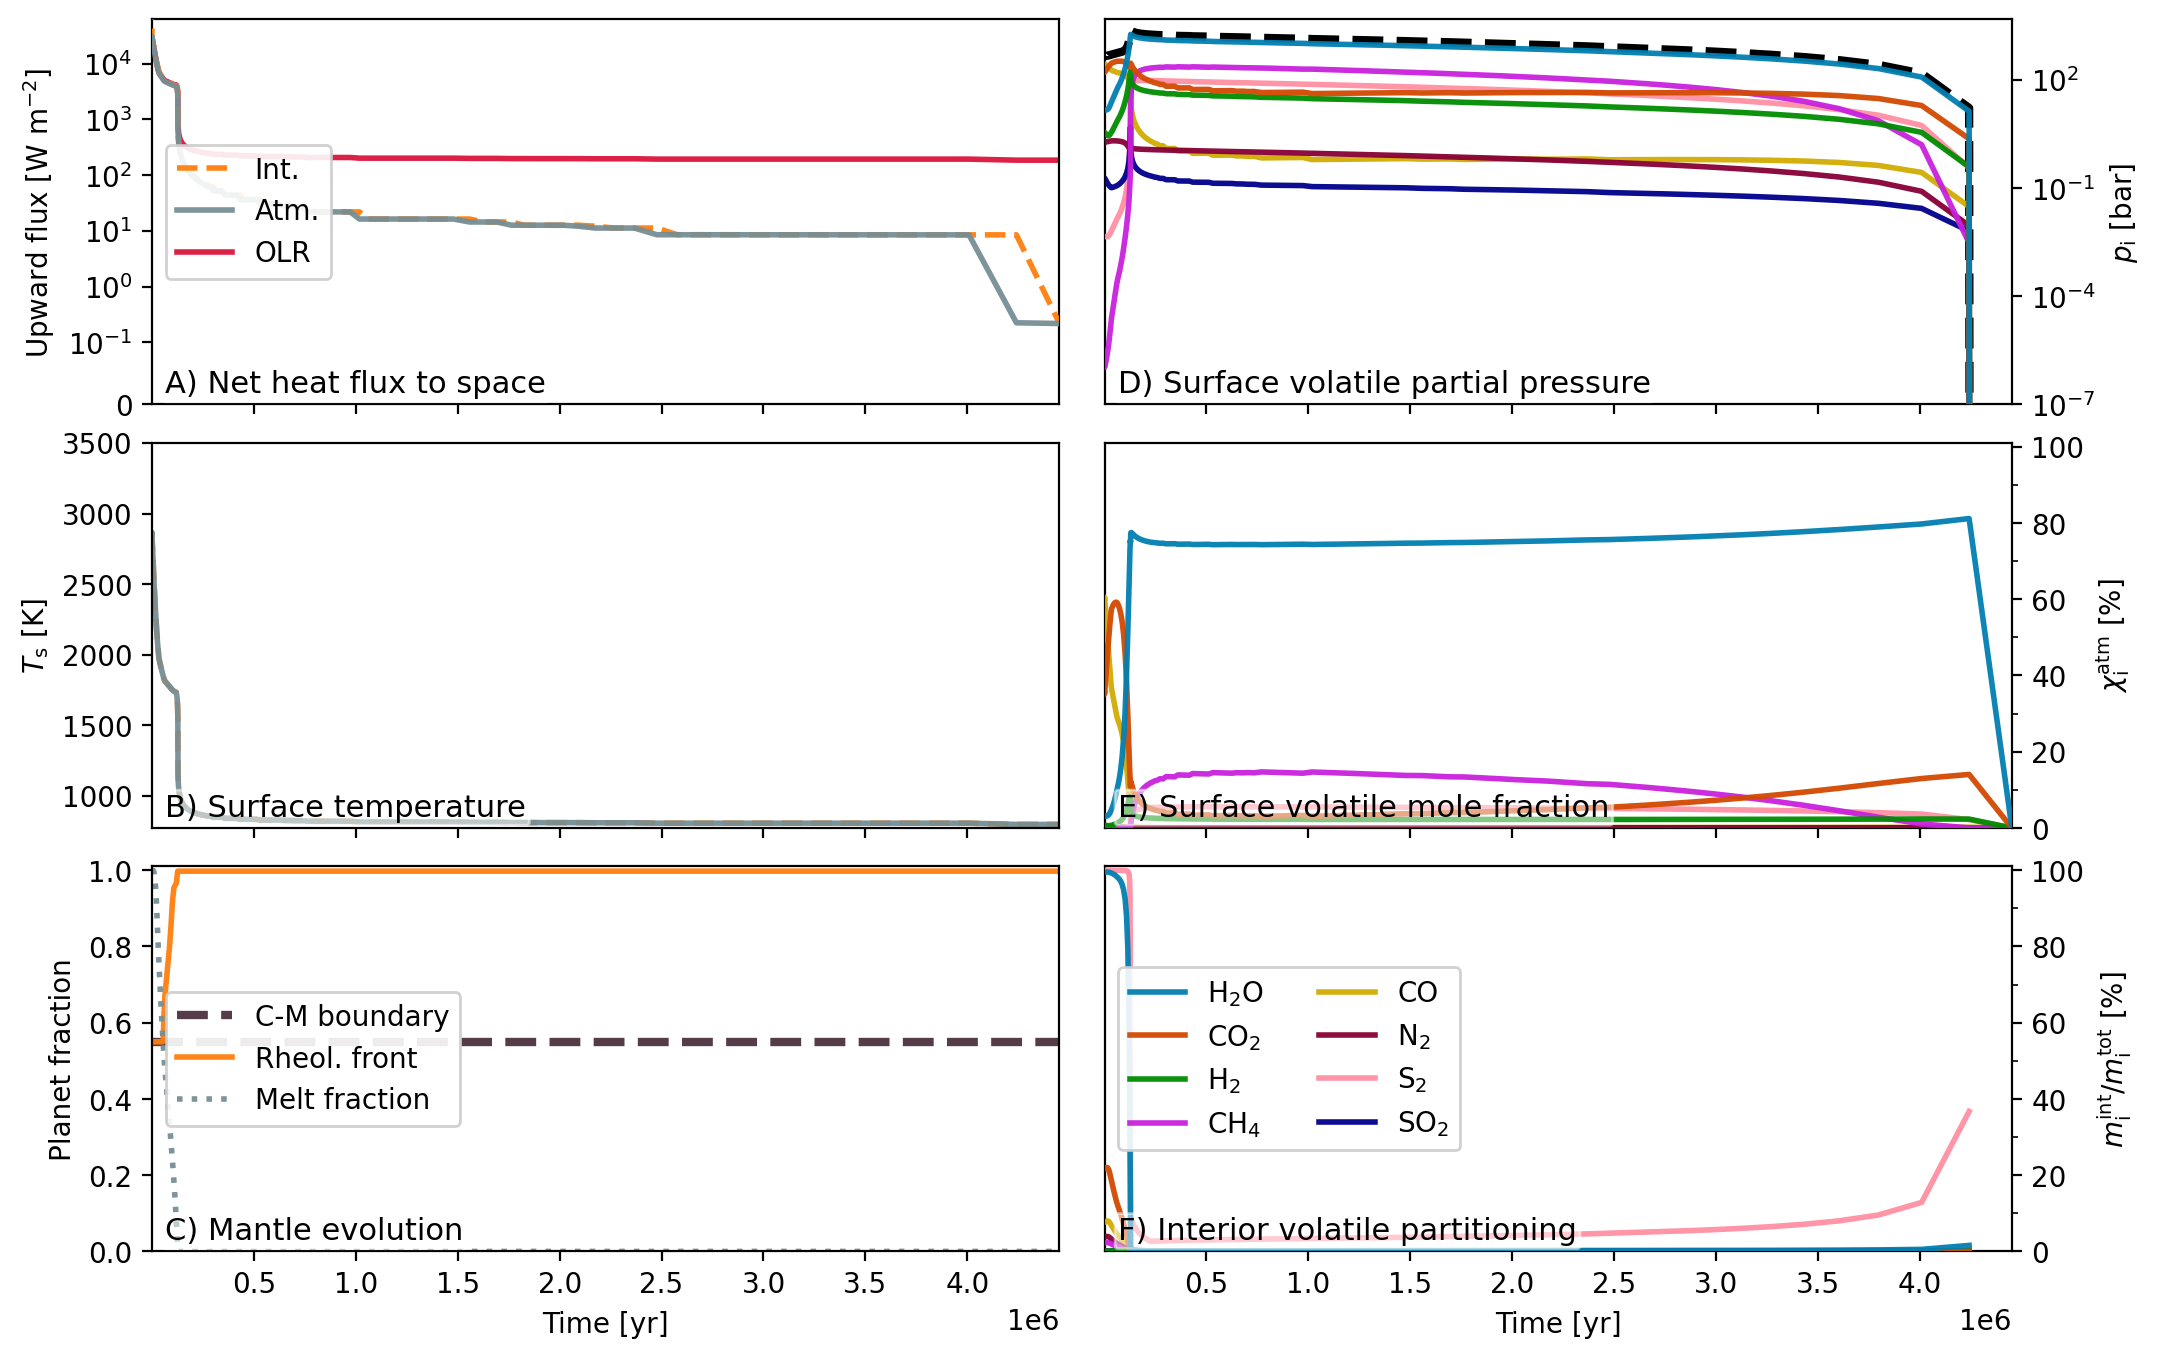 Upward flux [W m⁻²]
10⁴
10³
10²
10¹
10⁰
10⁻¹
0
Int.
Atm.
OLR
A) Net heat flux to space
10²
10⁻¹
10⁻⁴
10⁻⁷
pᵢ [bar]
D) Surface volatile partial pressure
Tₛ [K]
3500
3000
2500
2000
1500
1000
B) Surface temperature
100
80
60
40
20
0
χᵢᵃᵗᵐ [%]
E) Surface volatile mole fraction
Planet fraction
1.0
0.8
0.6
0.4
0.2
0.0
C-M boundary
Rheol. front
Melt fraction
C) Mantle evolution
0.5 1.0 1.5 2.0 2.5 3.0 3.5 4.0
Time [yr]
1e6
100
80
60
40
20
0
mᵢⁱⁿᵗ/mᵢᵗᵒᵗ [%]
H₂O
CO₂
H₂
CH₄
CO
N₂
S₂
SO₂
F) Interior volatile partitioning
0.5 1.0 1.5 2.0 2.5 3.0 3.5 4.0
Time [yr]
1e6